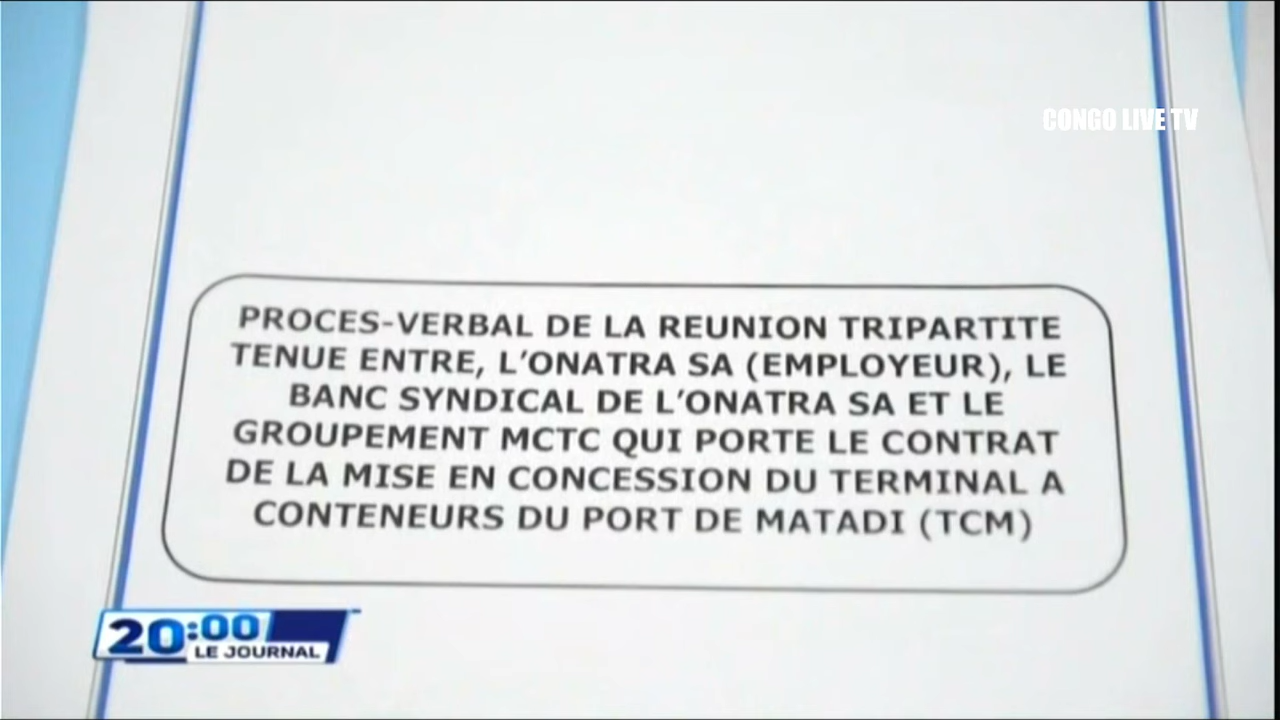 CONGO LIVE TV
PROCES-VERBAL DE LA REUNION TRIPARTITE
TENUE ENTRE, L'ONATRA SA (EMPLOYEUR), LE
BANC SYNDICAL DE L'ONATRA SA ET LE
GROUPEMENT MCTC QUI PORTE LE CONTRAT
DE LA MISE EN CONCESSION DU TERMINAL A
CONTENEURS DU PORT DE MATADI (TCM)
20:00
LE JOURNAL